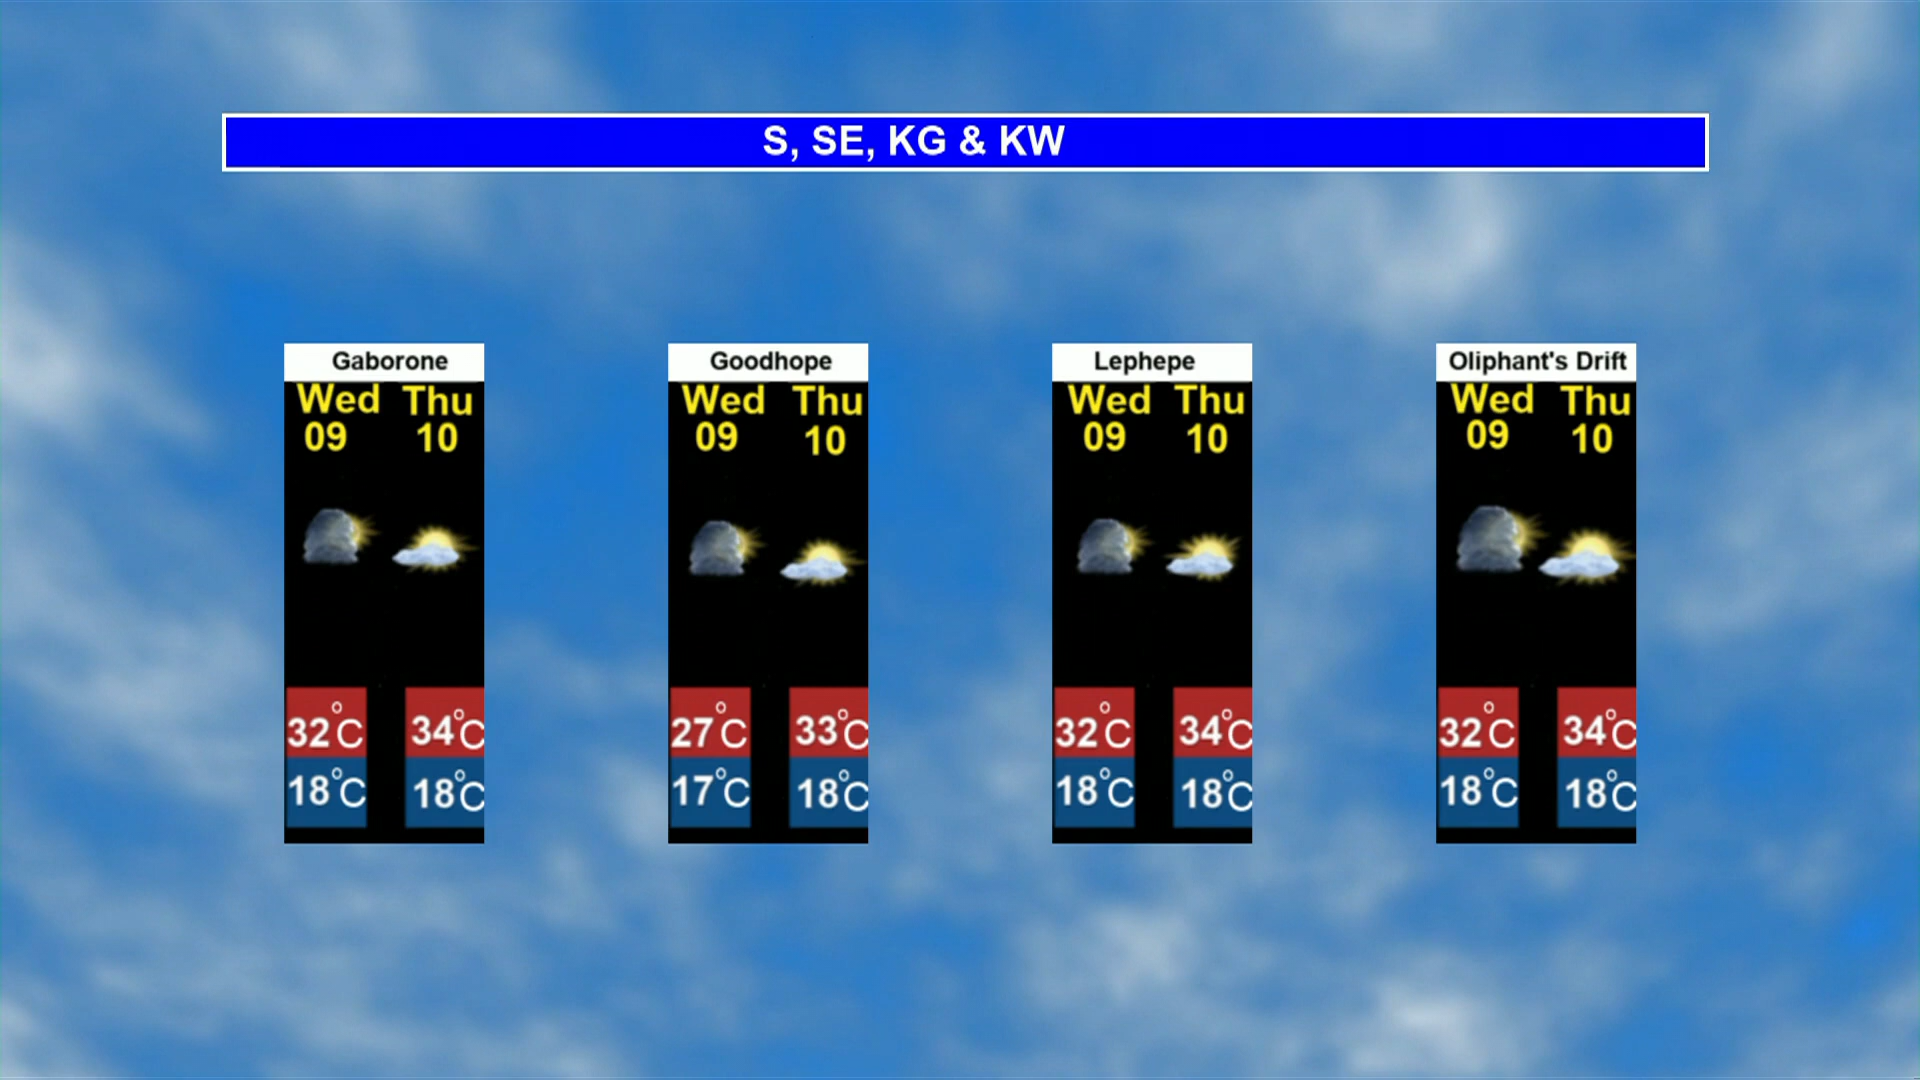 S, SE, KG & KW
Gaborone
Wed Thu
09 10
32°C 34°C
18°C 18°C
Goodhope
Wed Thu
09 10
27°C 33°C
17°C 18°C
Lephepe
Wed Thu
09 10
32°C 34°C
18°C 18°C
Oliphant's Drift
Wed Thu
09 10
32°C 34°C
18°C 18°C